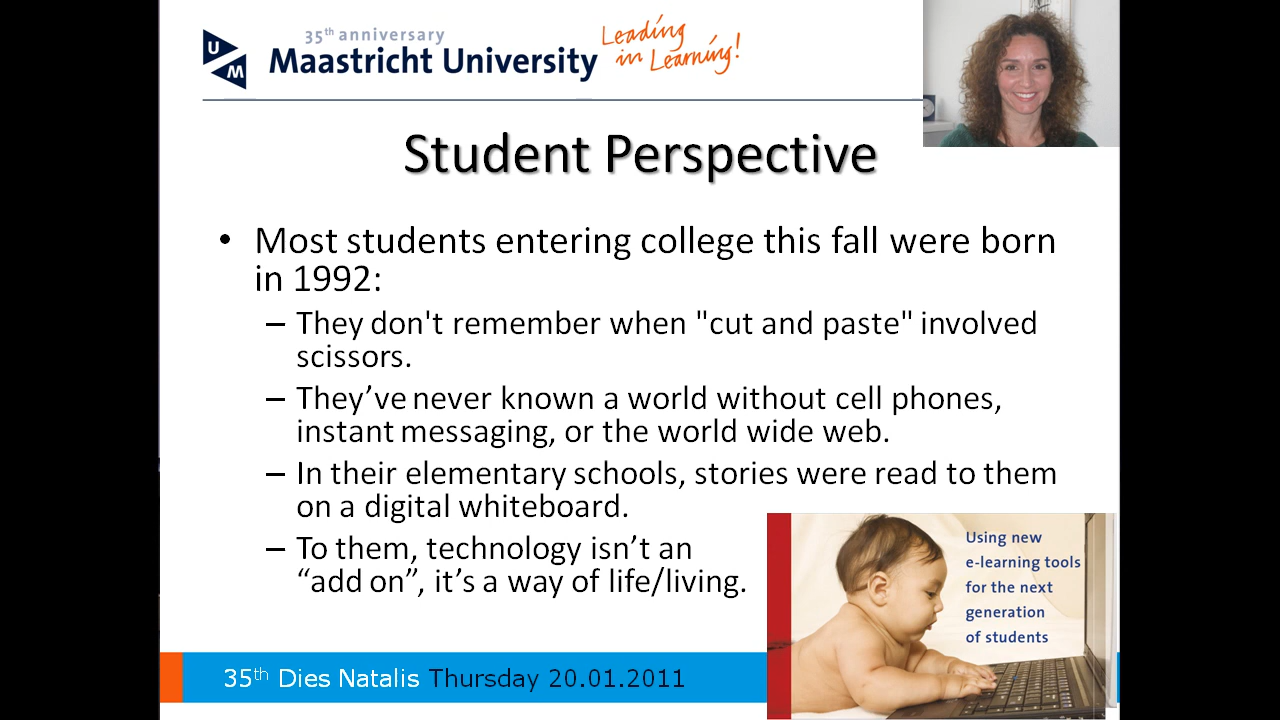 35th anniversary
Maastricht University
Leading
in Learning!
U
M
Student Perspective
• Most students entering college this fall were born
in 1992:
– They don't remember when "cut and paste" involved
scissors.
– They’ve never known a world without cell phones,
instant messaging, or the world wide web.
– In their elementary schools, stories were read to them
on a digital whiteboard.
– To them, technology isn’t an
“add on”, it’s a way of life/living.
Using new
e-learning tools
for the next
generation
of students
35th Dies Natalis Thursday 20.01.2011